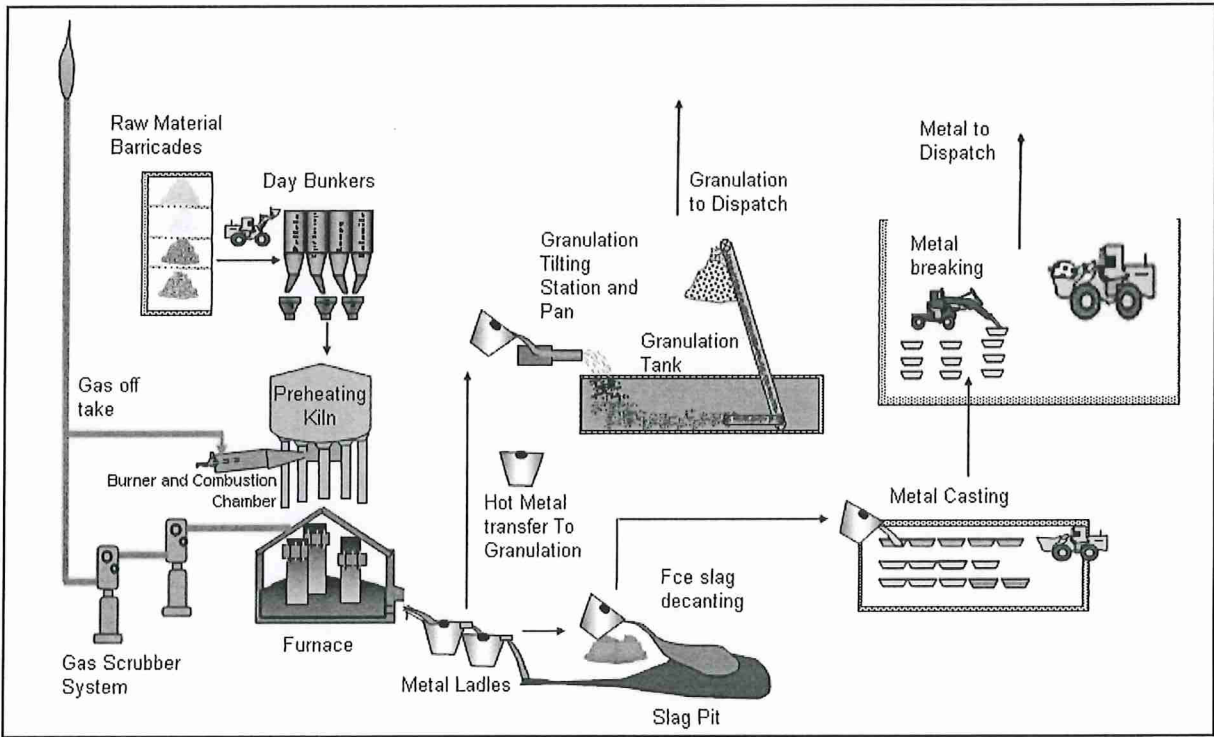 Raw Material
Barricades
Day Bunkers
Preheating
Kiln
Gas off
take
Burner and Combustion
Chamber
Gas Scrubber
System
Furnace
Metal Ladles
Slag Pit
Fce slag
decanting
Hot Metal
transfer To
Granulation
Granulation
Tilting
Station and
Pan
Granulation
Tank
Granulation
to Dispatch
Metal Casting
Metal
breaking
Metal to
Dispatch